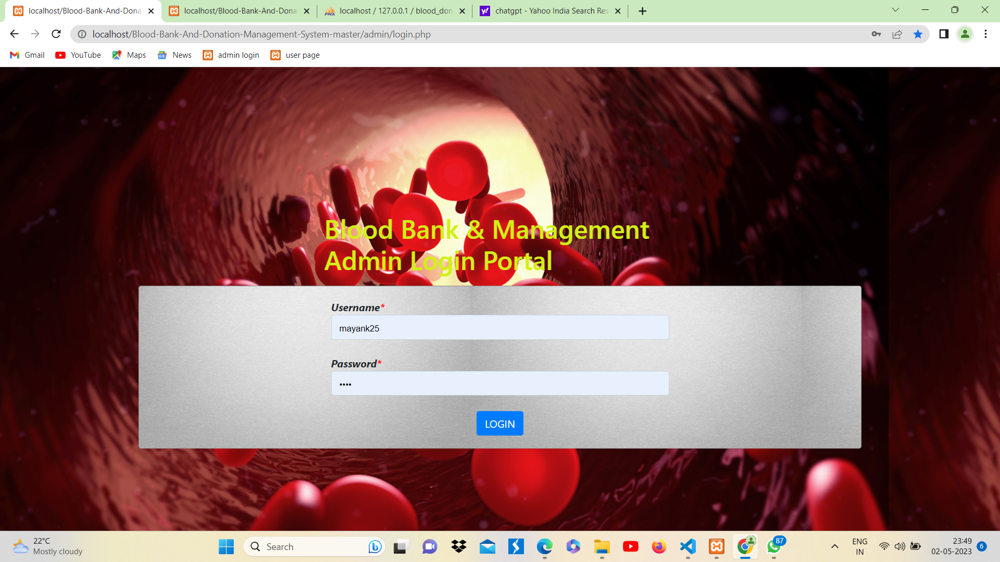 localhost/Blood-Bank-And-Dona
localhost/Blood-Bank-And-Dona
PMA
localhost / 127.0.0.1 / blood_don
y!
chatgpt - Yahoo India Search Res
localhost/Blood-Bank-And-Donation-Management-System-master/admin/login.php
Gmail
YouTube
Maps
News
admin login
user page
Blood Bank & Management
Admin Login Portal
Username*
mayank25
Password*
••••
LOGIN
22°C
Mostly cloudy
Search
87
ENG
IN
23:49
02-05-2023
6